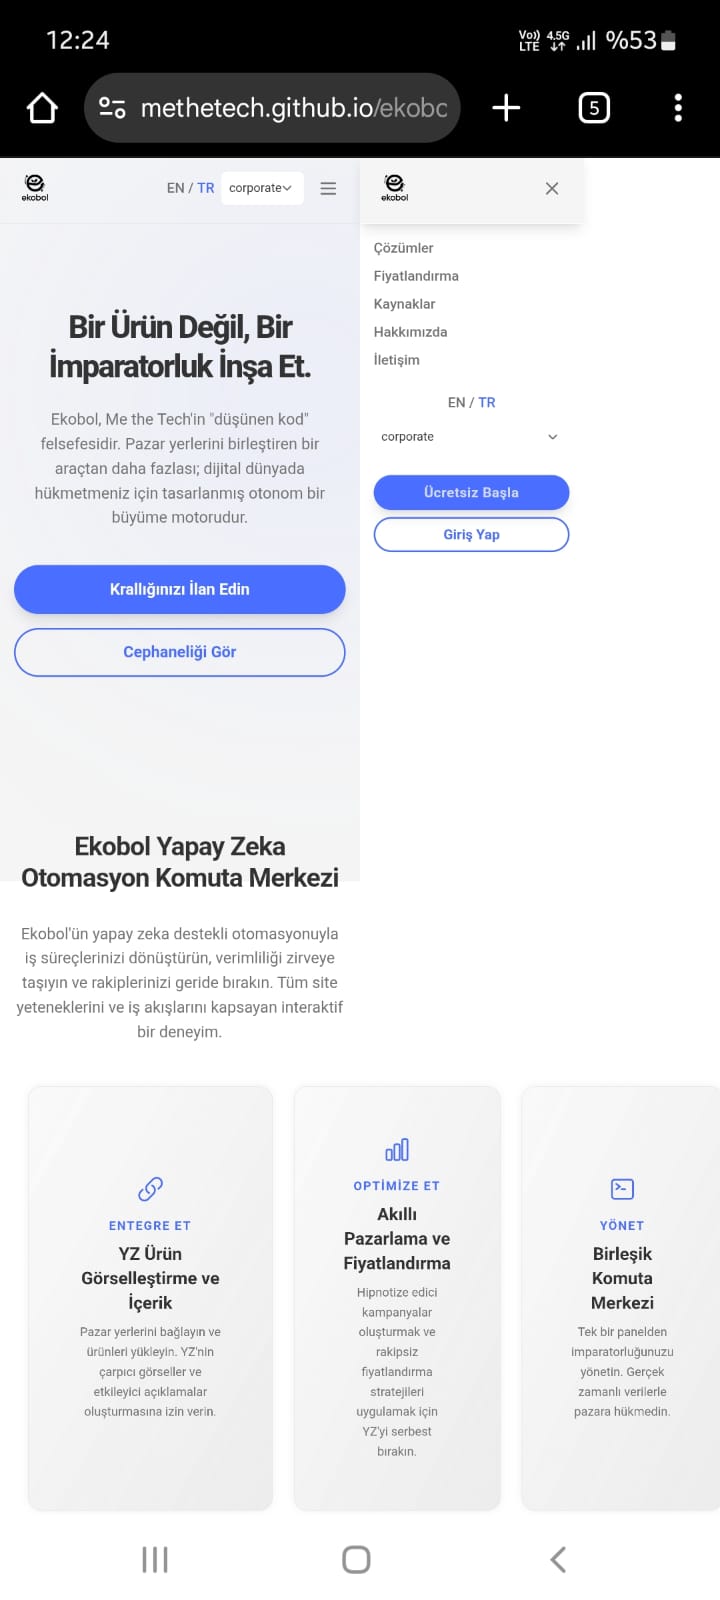 12:24
Vo)) LTE 4.5G %53
methetech.github.io/ekobo
5
ekobol
EN / TR
corporate
Bir Ürün Değil, Bir
İmparatorluk İnşa Et.
Ekobol, Me the Tech'in "düşünen kod"
felsefesidir. Pazar yerlerini birleştiren bir
araçtan daha fazlası; dijital dünyada
hükmetmeniz için tasarlanmış otonom bir
büyüme motorudur.
Krallığınızı İlan Edin
Cephaneliği Gör
ekobol
Çözümler
Fiyatlandırma
Kaynaklar
Hakkımızda
İletişim
EN / TR
corporate
Ücretsiz Başla
Giriş Yap
Ekobol Yapay Zeka
Otomasyon Komuta Merkezi
Ekobol'ün yapay zeka destekli otomasyonuyla
iş süreçlerinizi dönüştürün, verimliliği zirveye
taşıyın ve rakiplerinizi geride bırakın. Tüm site
yeteneklerini ve iş akışlarını kapsayan interaktif
bir deneyim.
ENTEGRE ET
YZ Ürün
Görselleştirme ve
İçerik
Pazar yerlerini bağlayın ve
ürünleri yükleyin. YZ'nin
çarpıcı görseller ve
etkileyici açıklamalar
oluşturmasına izin verin.
OPTİMİZE ET
Akıllı
Pazarlama ve
Fiyatlandırma
Hipnotize edici
kampanyalar
oluşturmak ve
rakipsiz
fiyatlandırma
stratejileri
uygulamak için
YZ'yi serbest
bırakın.
YÖNET
Birleşik
Komuta
Merkezi
Tek bir panelden
imparatorluğunuzu
yönetin. Gerçek
zamanlı verilerle
pazara hükmedin.